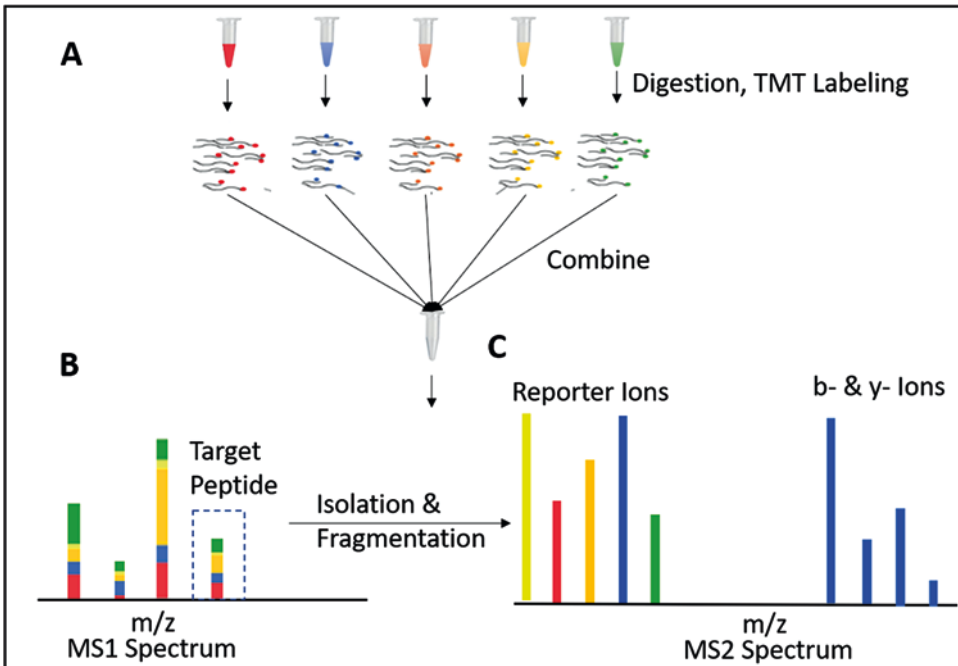 A
Digestion, TMT Labeling
Combine
B
Target
Peptide
m/z
MS1 Spectrum
Isolation &
Fragmentation
C
Reporter Ions
b- & y- Ions
m/z
MS2 Spectrum